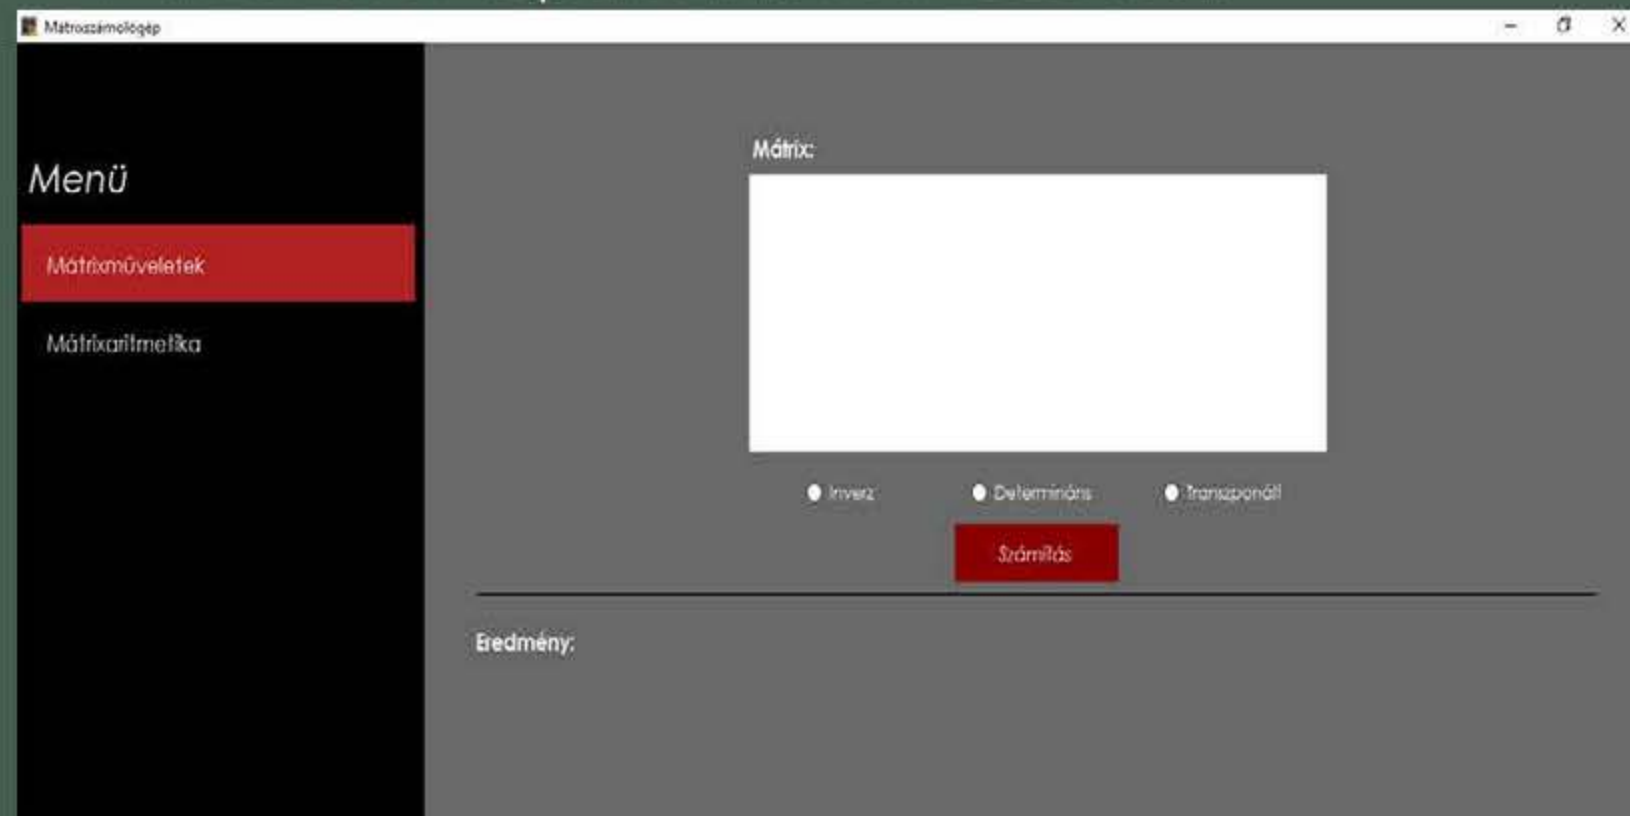 Mátrixszámológép
Menü
Mátrixműveletek
Mátrixaritmetika
Mátrix:
Inverz
Determináns
Transzponált
Számítás
Eredmény: